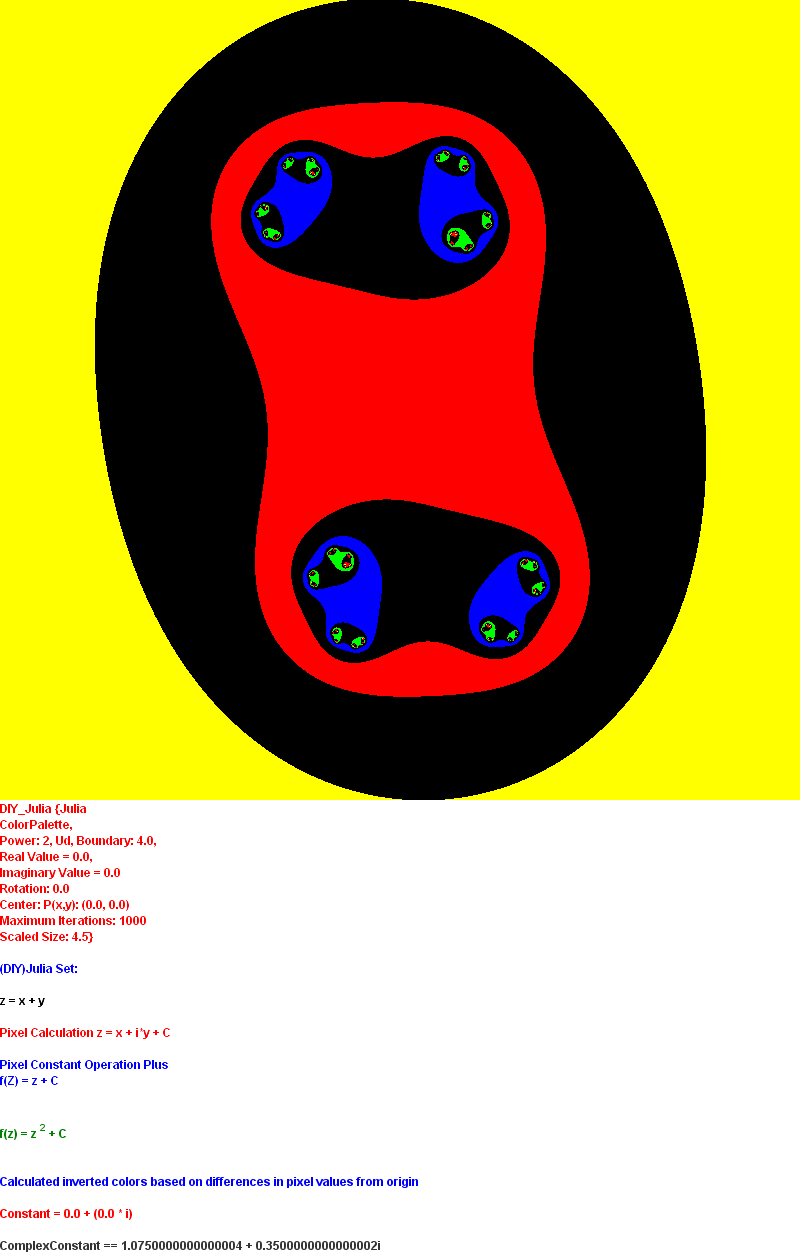 DIY_Julia {Julia
ColorPalette,
Power: 2, Ud, Boundary: 4.0,
Real Value = 0.0,
Imaginary Value = 0.0
Rotation: 0.0
Center: P(x,y): (0.0, 0.0)
Maximum Iterations: 1000
Scaled Size: 4.5}
(DIY)Julia Set:
z = x + y
Pixel Calculation z = x + i*y + C
Pixel Constant Operation Plus
f(Z) = z + C
f(z) = z ² + C
Calculated inverted colors based on differences in pixel values from origin
Constant = 0.0 + (0.0 * i)
ComplexConstant == 1.0750000000000004 + 0.3500000000000002i